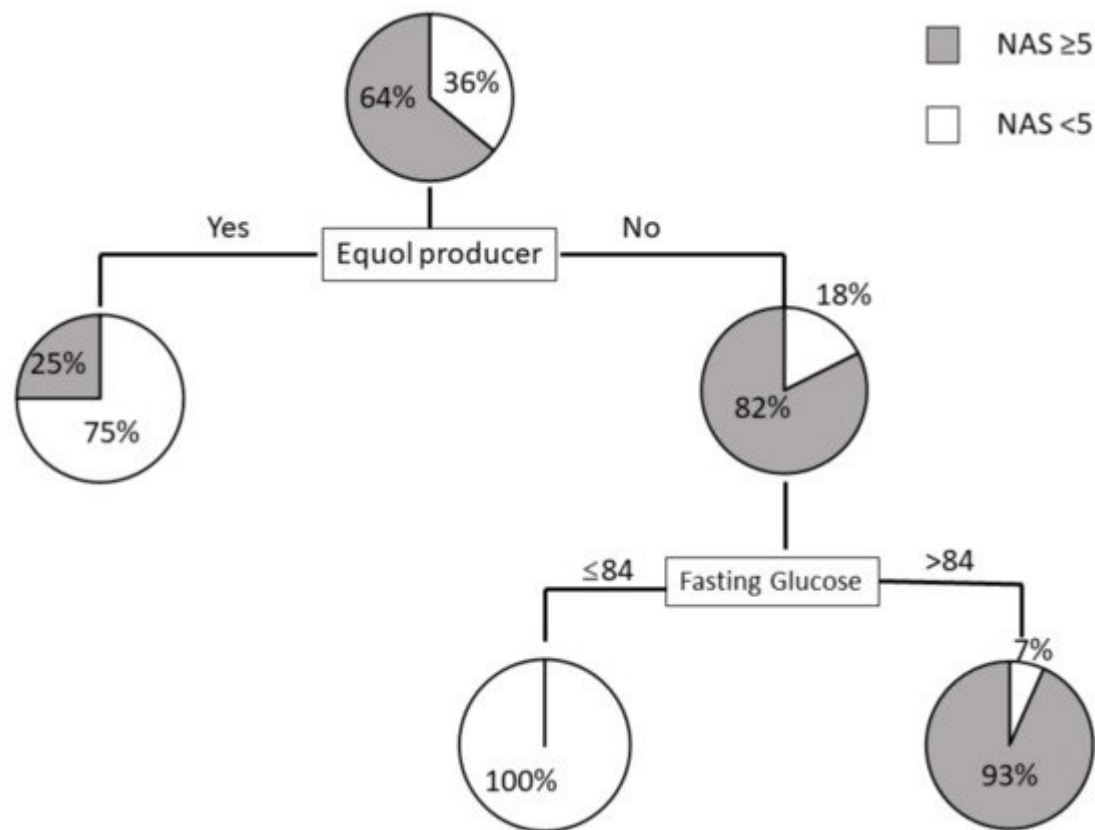 NAS ≥5
NAS <5
64%
36%
Yes
Equol producer
No
25%
75%
18%
82%
≤84
Fasting Glucose
>84
100%
7%
93%